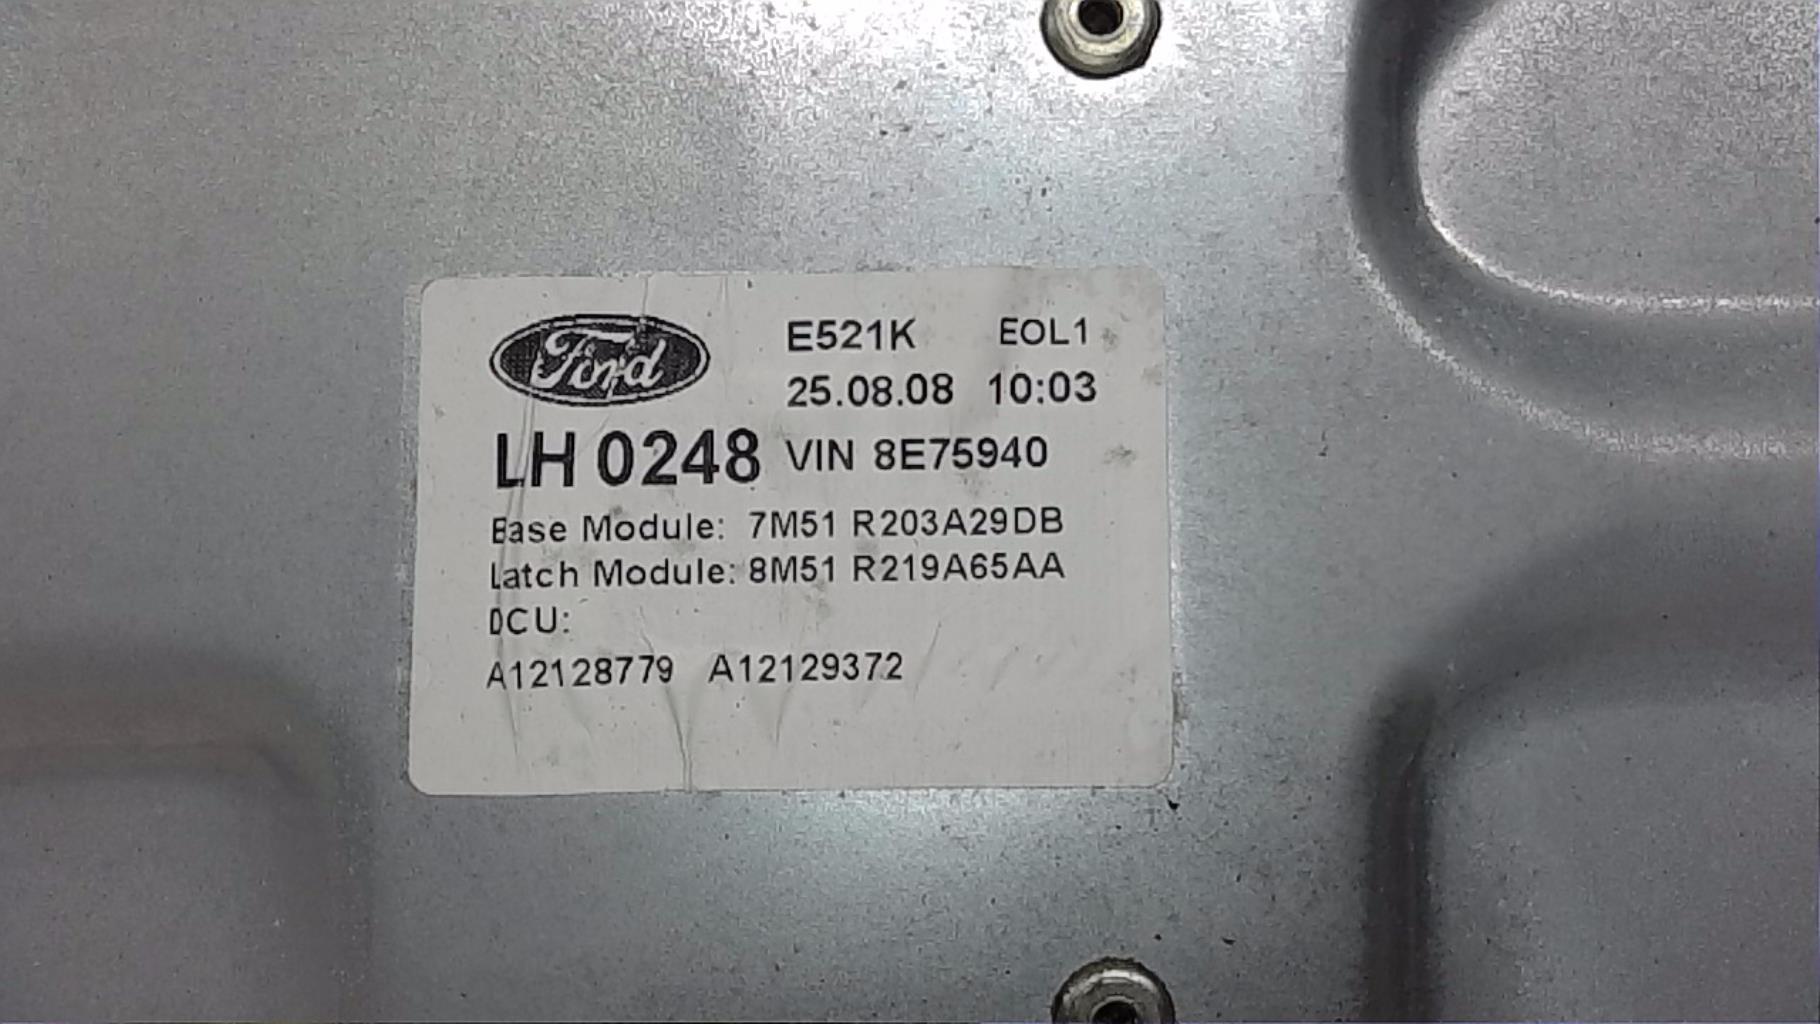 Ford
E521K EOL1
25.08.08 10:03
LH 0248 VIN 8E75940
Base Module: 7M51 R203A29DB
Latch Module: 8M51 R219A65AA
DCU:
A12128779 A12129372